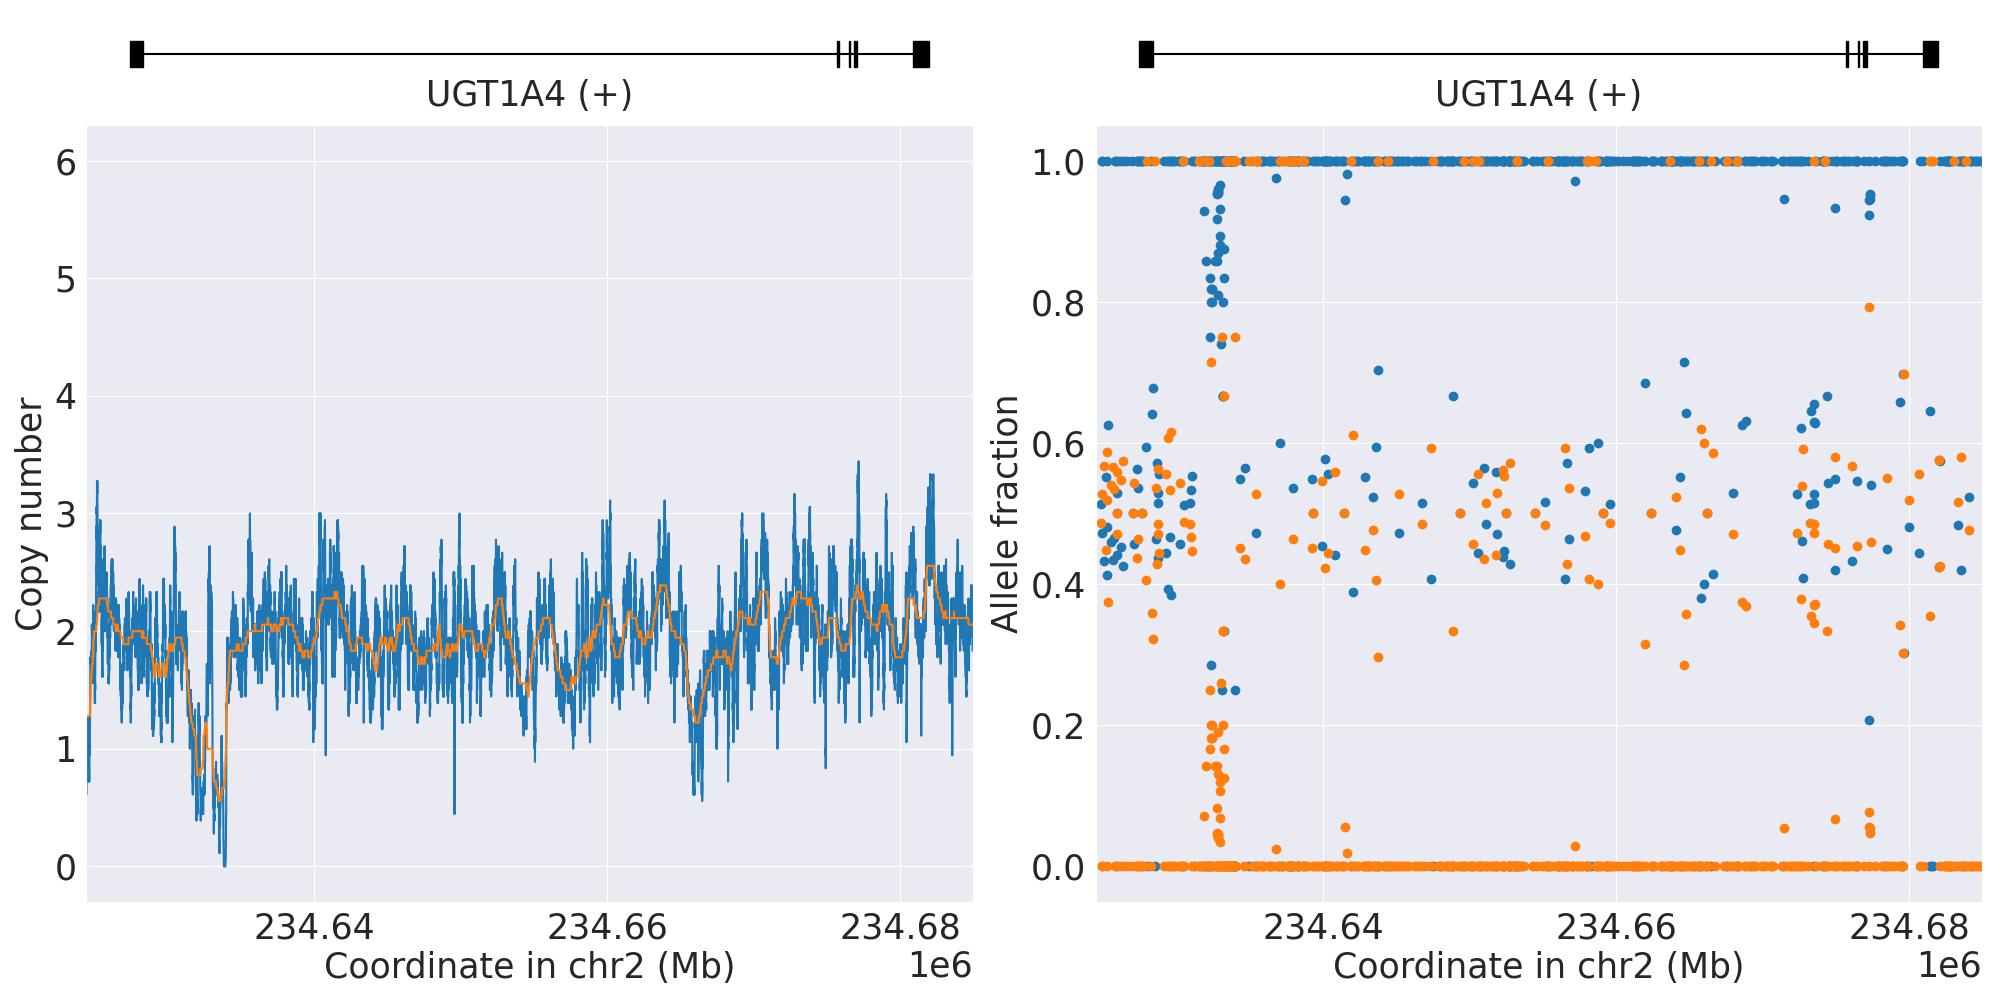 UGT1A4 (+)
6
5
4
3
2
1
0
Copy number
234.64
234.66
234.68
Coordinate in chr2 (Mb)
1e6
UGT1A4 (+)
1.0
0.8
0.6
0.4
0.2
0.0
Allele fraction
234.64
234.66
234.68
Coordinate in chr2 (Mb)
1e6